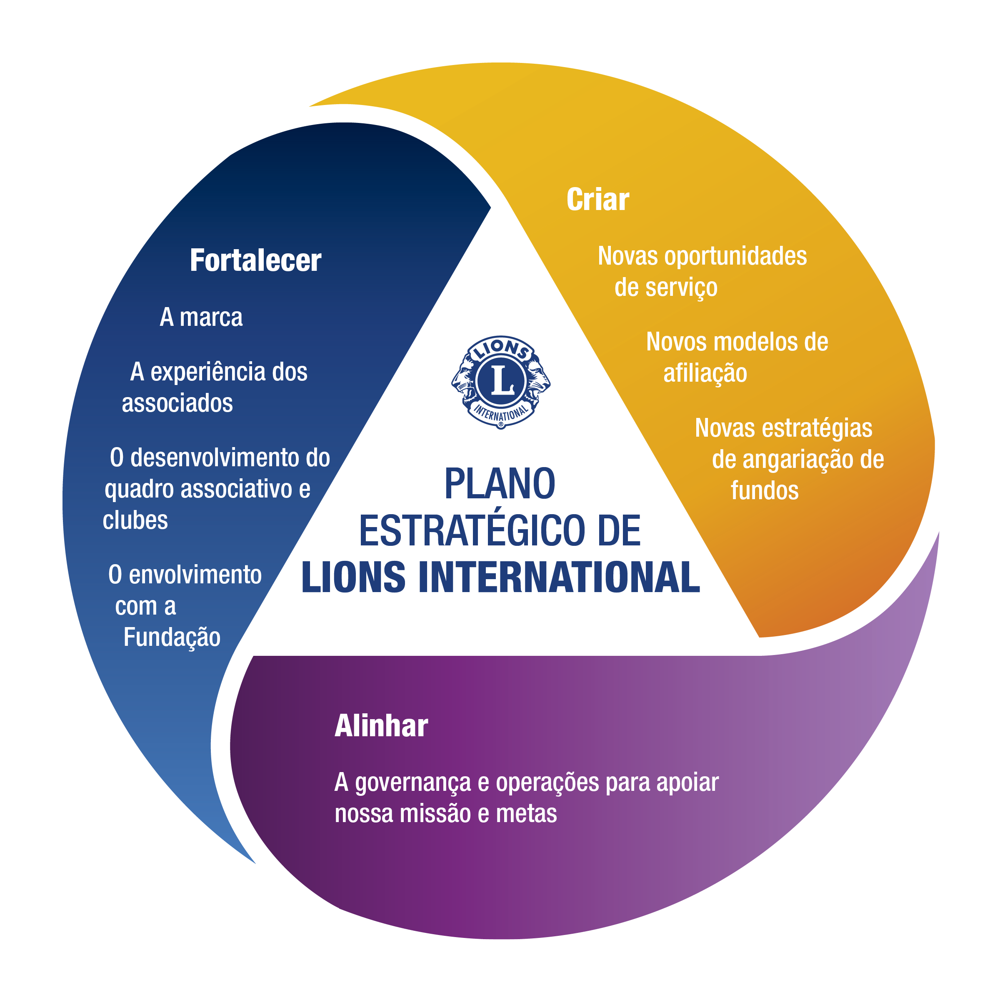 Fortalecer
A marca
A experiência dos
associados
O desenvolvimento do
quadro associativo e
clubes
O envolvimento
com a
Fundação
Criar
Novas oportunidades
de serviço
Novos modelos de
afiliação
Novas estratégias
de angariação de
fundos
LIONS
L
INTERNATIONAL
®
PLANO
ESTRATÉGICO DE
LIONS INTERNATIONAL
Alinhar
A governança e operações para apoiar
nossa missão e metas